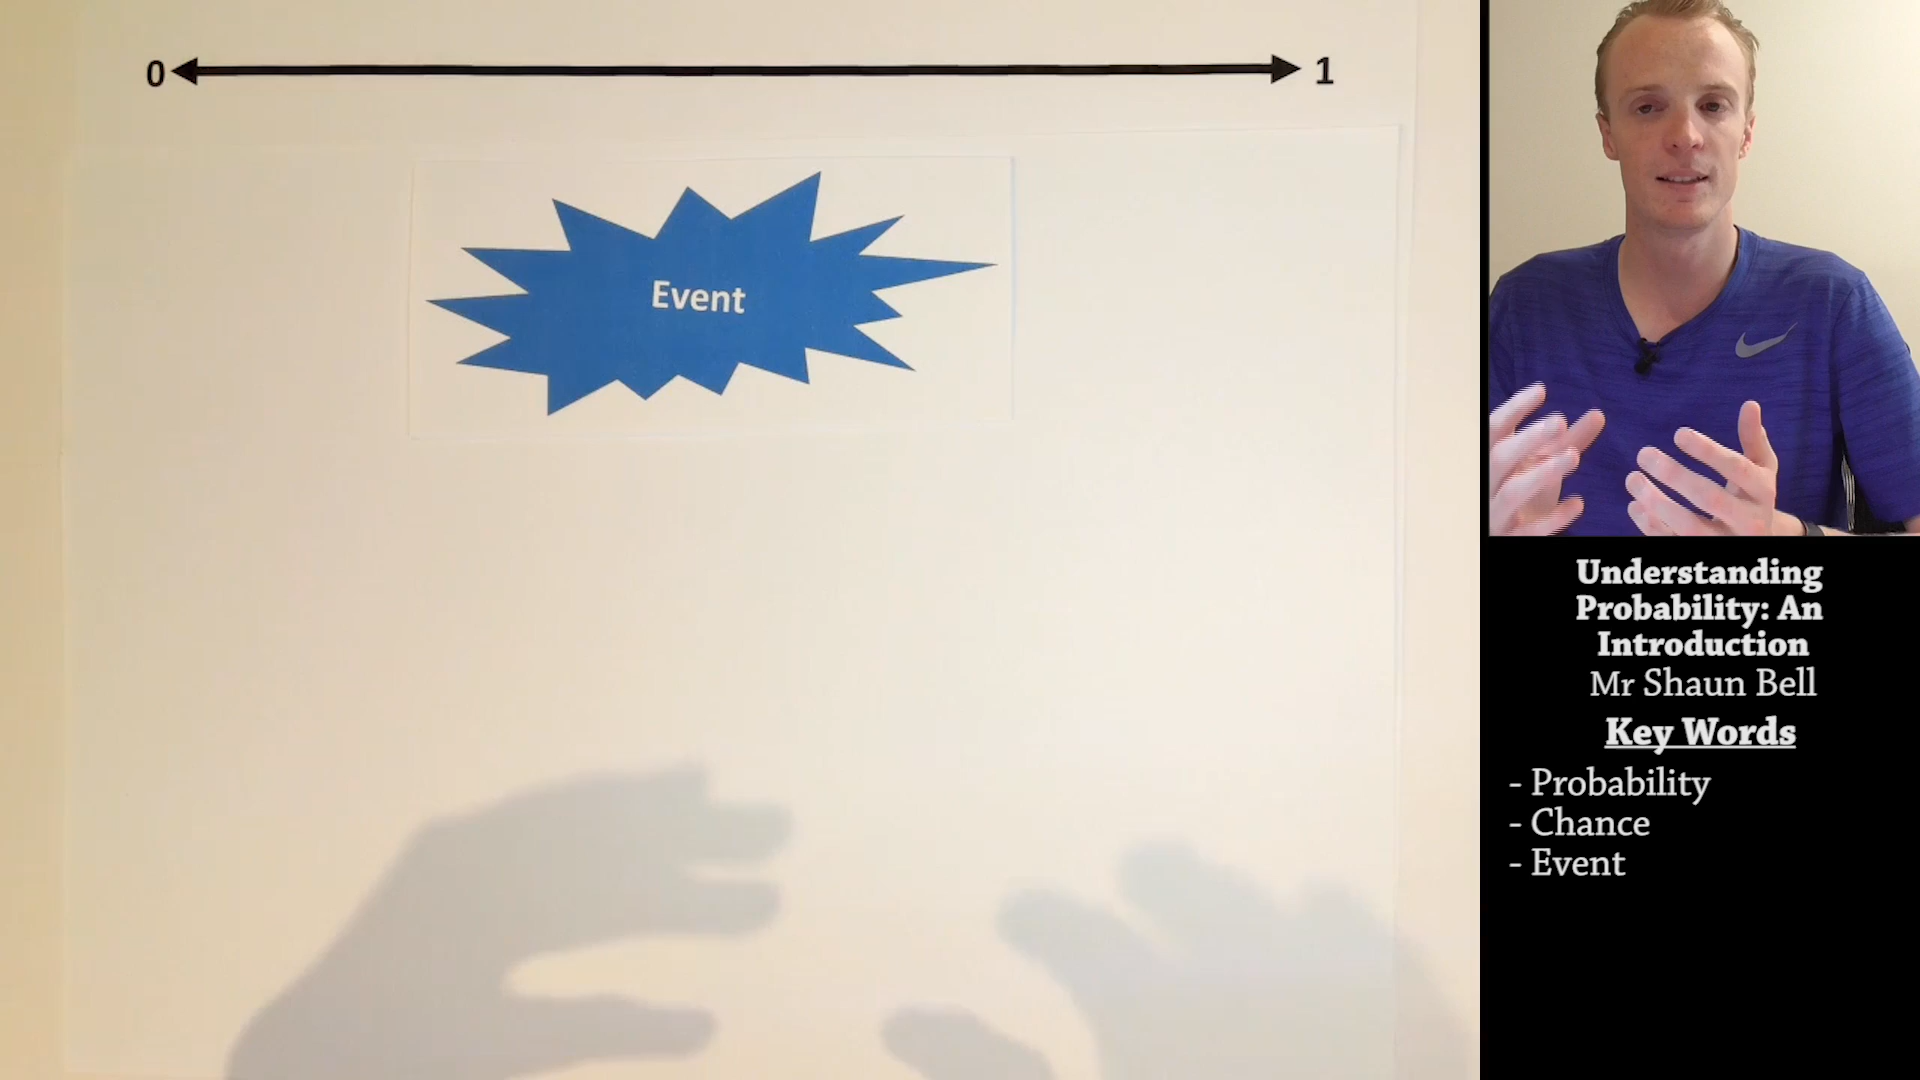 0 1
Event
Understanding
Probability: An
Introduction
Mr Shaun Bell
Key Words
- Probability
- Chance
- Event